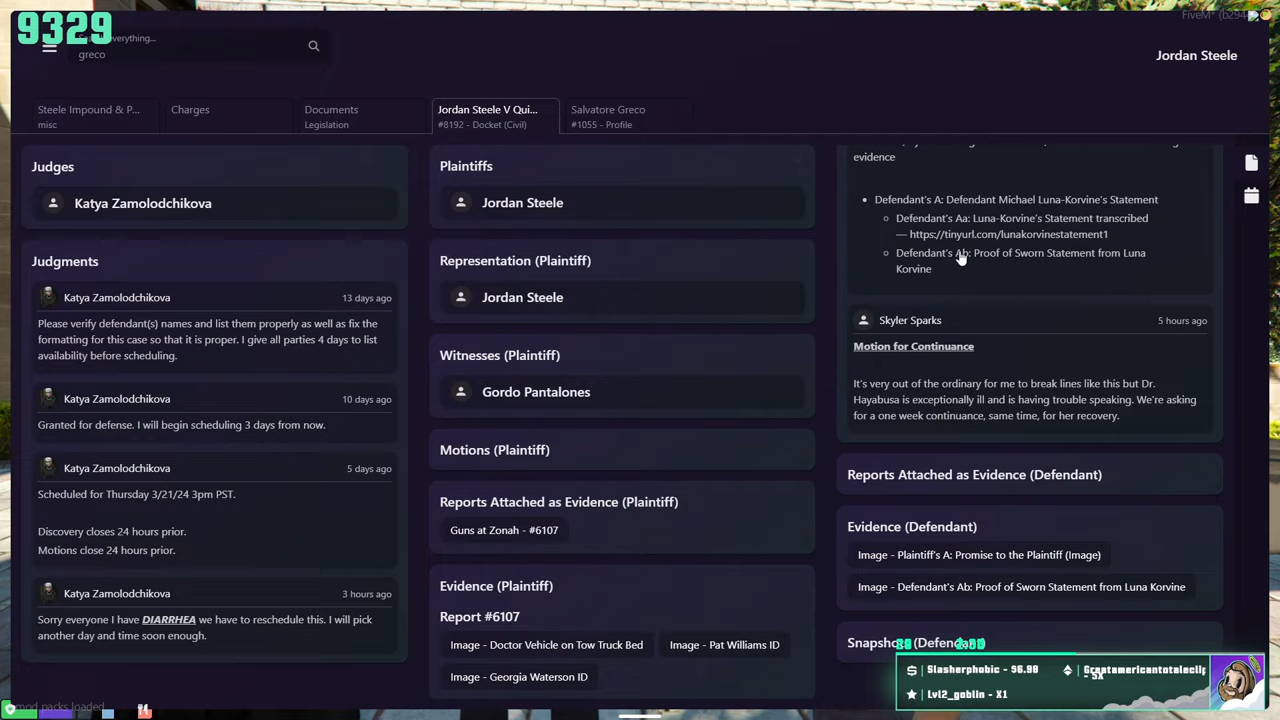 9329
FiveM* (b294
everything...
greco
Jordan Steele
Steele Impound & P...
misc
Charges
Documents
Legislation
Jordan Steele V Qui...
#8192 - Docket (Civil)
Salvatore Greco
#1055 - Profile
Judges
Katya Zamolodchikova
Judgments
Katya Zamolodchikova
13 days ago
Please verify defendant(s) names and list them properly as well as fix the
formatting for this case so that it is proper. I give all parties 4 days to list
availability before scheduling.
Katya Zamolodchikova
10 days ago
Granted for defense. I will begin scheduling 3 days from now.
Katya Zamolodchikova
5 days ago
Scheduled for Thursday 3/21/24 3pm PST.
Discovery closes 24 hours prior.
Motions close 24 hours prior.
Katya Zamolodchikova
3 hours ago
Sorry everyone I have DIARRHEA we have to reschedule this. I will pick
another day and time soon enough.
Plaintiffs
Jordan Steele
Representation (Plaintiff)
Jordan Steele
Witnesses (Plaintiff)
Gordo Pantalones
Motions (Plaintiff)
Reports Attached as Evidence (Plaintiff)
Guns at Zonah - #6107
Evidence (Plaintiff)
Report #6107
Image - Doctor Vehicle on Tow Truck Bed
Image - Pat Williams ID
Image - Georgia Waterson ID
evidence
Defendant's A: Defendant Michael Luna-Korvine's Statement
Defendant's Aa: Luna-Korvine's Statement transcribed
— https://tinyurl.com/lunakorvinestatement1
Defendant's Ab: Proof of Sworn Statement from Luna
Korvine
Skyler Sparks
5 hours ago
Motion for Continuance
It's very out of the ordinary for me to break lines like this but Dr.
Hayabusa is exceptionally ill and is having trouble speaking. We're asking
for a one week continuance, same time, for her recovery.
Reports Attached as Evidence (Defendant)
Evidence (Defendant)
Image - Plaintiff's A: Promise to the Plaintiff (Image)
Image - Defendant's Ab: Proof of Sworn Statement from Luna Korvine
Snapshots (Defendant)
Slasherphobic - 96.98
Greatamericantotaleclip
- 5X
Lvl2_goblin - X1
mod packs loaded